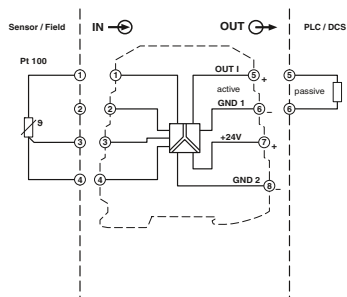 Sensor / Field
IN
OUT
PLC / DCS
Pt 100
1 1 OUT I 5 + 5
active
2 2 GND 1 6 – 6
passive
ϑ
3 3 +24V 7 +
4 4 GND 2 8 –